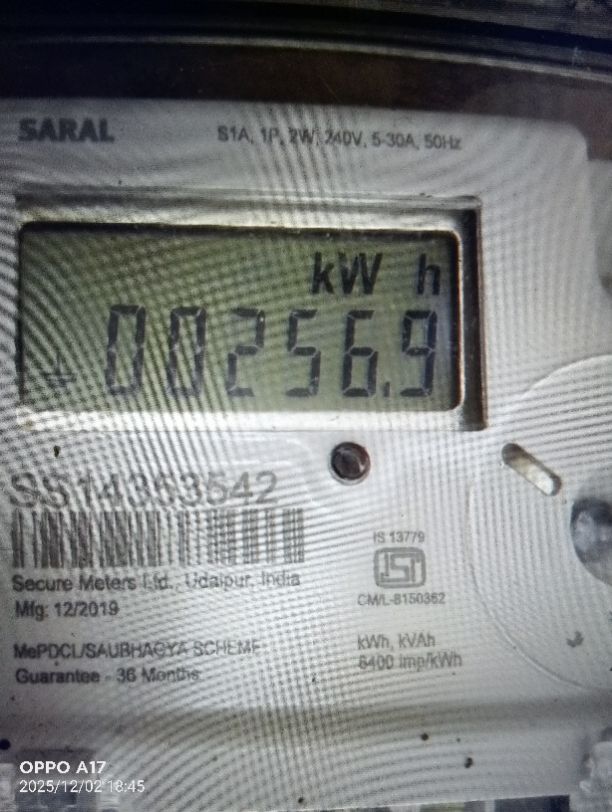 SARAL
S1A, 1P, 2W, 240V, 5-30A, 50Hz
kW h
00256.9
SS14353542
Secure Meters Ltd., Udaipur, India
Mfg: 12/2019
IS 13779
ISI
CM/L-8150352
MePDCL/SAUBHAGYA SCHEME
Guarantee - 36 Months
kWh, kVAh
6400 imp/kWh
OPPO A17
2025/12/02 18:45